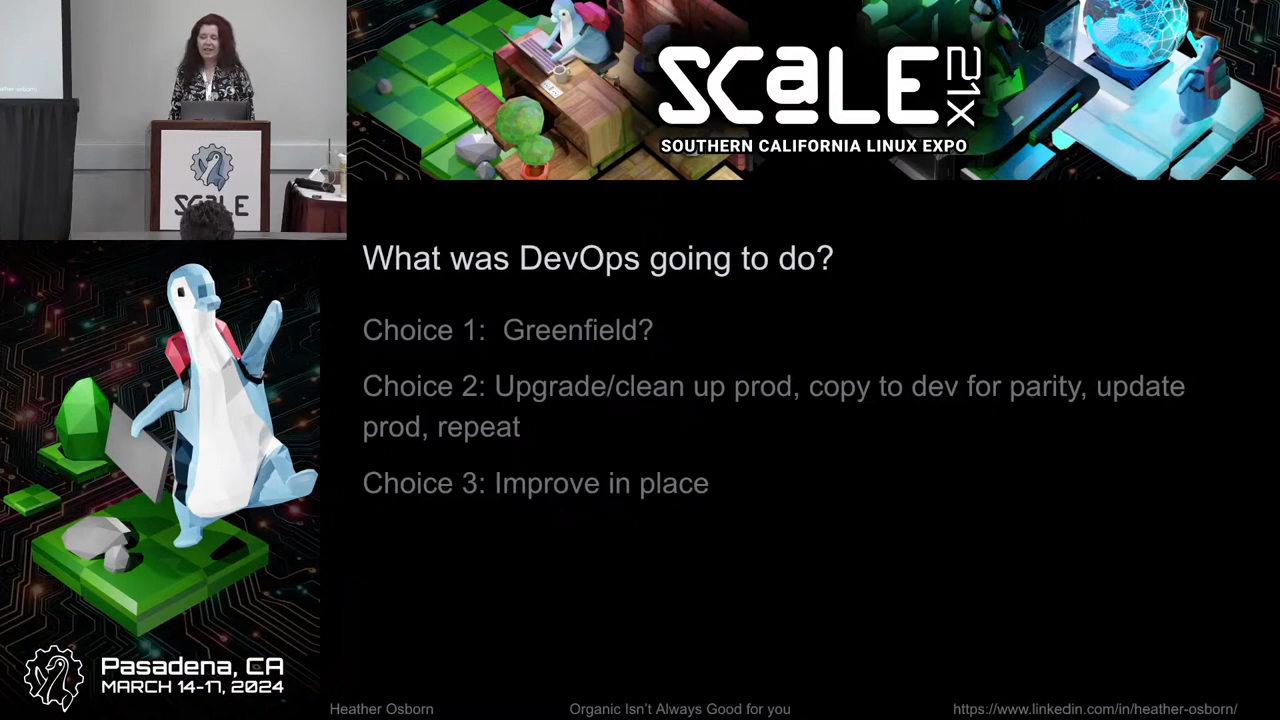 ther osborn
SCALE
SCaLE 21x
SOUTHERN CALIFORNIA LINUX EXPO
What was DevOps going to do?
Choice 1:  Greenfield?
Choice 2: Upgrade/clean up prod, copy to dev for parity, update
prod, repeat
Choice 3: Improve in place
Pasadena, CA
MARCH 14-17, 2024
Heather Osborn
Organic Isn't Always Good for you
https://www.linkedin.com/in/heather-osborn/